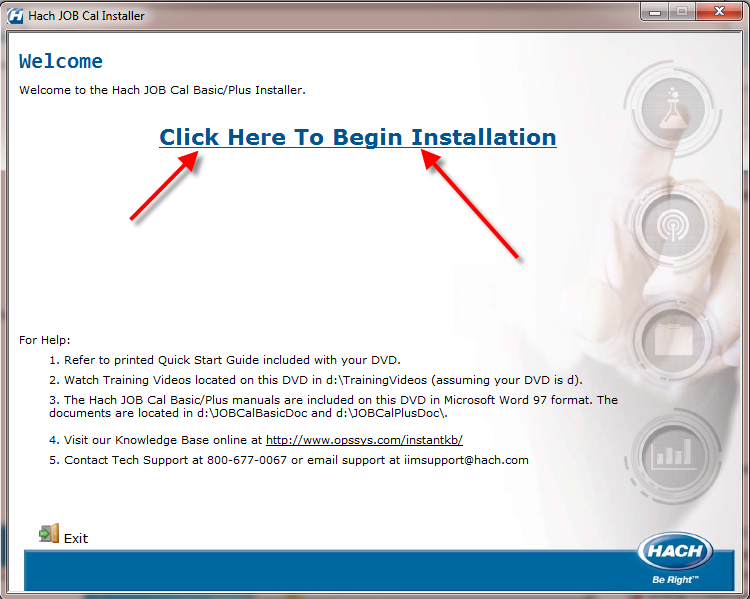 Hach JOB Cal Installer
Welcome
Welcome to the Hach JOB Cal Basic/Plus Installer.
Click Here To Begin Installation
For Help:
1. Refer to printed Quick Start Guide included with your DVD.
2. Watch Training Videos located on this DVD in d:\TrainingVideos (assuming your DVD is d).
3. The Hach JOB Cal Basic/Plus manuals are included on this DVD in Microsoft Word 97 format. The
documents are located in d:\JOBCalBasicDoc and d:\JOBCalPlusDoc\.
4. Visit our Knowledge Base online at http://www.opssys.com/instantkb/
5. Contact Tech Support at 800-677-0067 or email support at iimsupport@hach.com
Exit
HACH
Be Right™